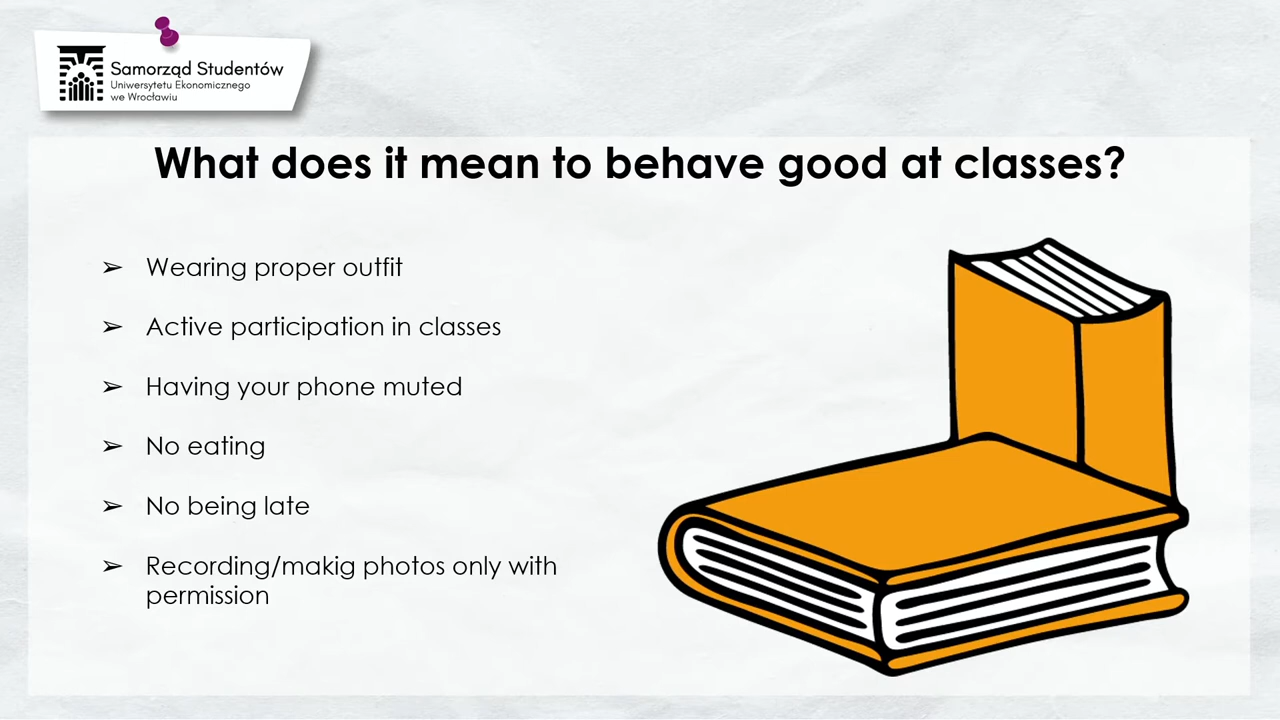 Samorząd Studentów
Uniwersytetu Ekonomicznego
we Wrocławiu
What does it mean to behave good at classes?
➢ Wearing proper outfit
➢ Active participation in classes
➢ Having your phone muted
➢ No eating
➢ No being late
➢ Recording/makig photos only with
permission